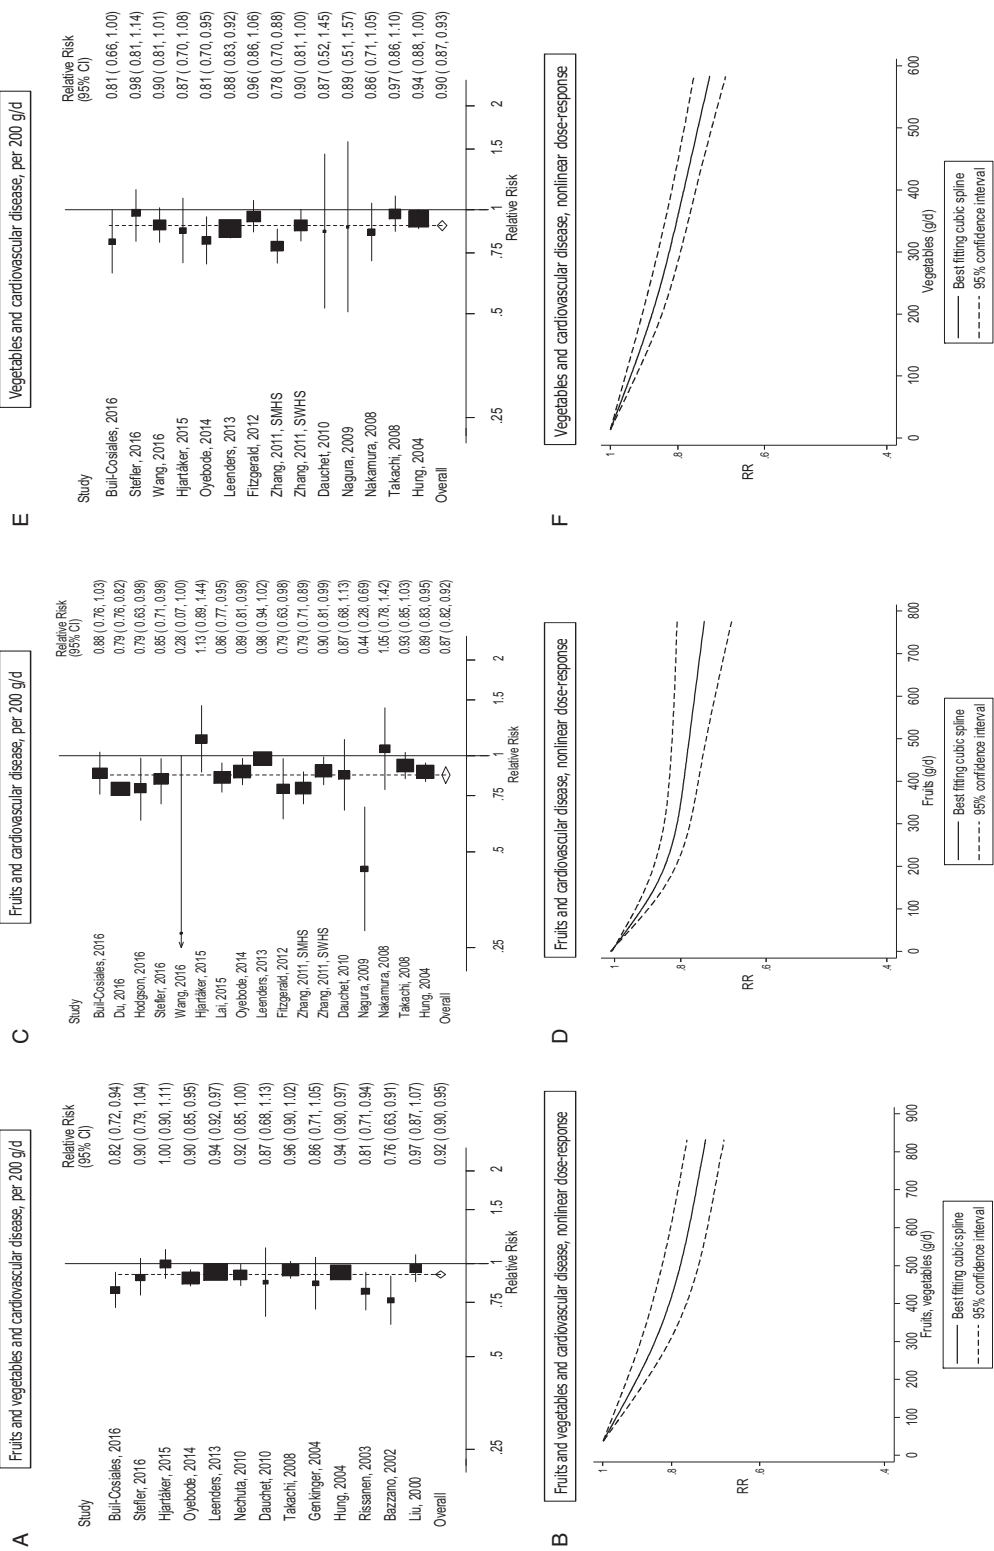 A
Fruits and vegetables and cardiovascular disease, per 200 g/d
Study
Relative Risk
(95% CI)
Buil-Cosiales, 2016 0.82 ( 0.72, 0.94)
Stefler, 2016 0.90 ( 0.79, 1.04)
Hjartåker, 2015 1.00 ( 0.90, 1.11)
Oyebode, 2014 0.90 ( 0.85, 0.95)
Leenders, 2013 0.94 ( 0.92, 0.97)
Nechuta, 2010 0.92 ( 0.85, 1.00)
Dauchet, 2010 0.87 ( 0.68, 1.13)
Takachi, 2008 0.96 ( 0.90, 1.02)
Genkinger, 2004 0.86 ( 0.71, 1.05)
Hung, 2004 0.94 ( 0.90, 0.97)
Rissanen, 2003 0.81 ( 0.71, 0.94)
Bazzano, 2002 0.76 ( 0.63, 0.91)
Liu, 2000 0.97 ( 0.87, 1.07)
Overall 0.92 ( 0.90, 0.95)
.25 .5 .75 1 1.5 2
Relative Risk
C
Fruits and cardiovascular disease, per 200 g/d
Study
Relative Risk
(95% CI)
Buil-Cosiales, 2016 0.88 ( 0.76, 1.03)
Du, 2016 0.79 ( 0.76, 0.82)
Hodgson, 2016 0.79 ( 0.63, 0.98)
Stefler, 2016 0.85 ( 0.71, 0.98)
Wang, 2016 0.28 ( 0.07, 1.00)
Hjartåker, 2015 1.13 ( 0.89, 1.44)
Lai, 2015 0.86 ( 0.77, 0.95)
Oyebode, 2014 0.89 ( 0.81, 0.98)
Leenders, 2013 0.98 ( 0.94, 1.02)
Fitzgerald, 2012 0.79 ( 0.63, 0.98)
Zhang, 2011, SMHS 0.79 ( 0.71, 0.89)
Zhang, 2011, SWHS 0.90 ( 0.81, 0.99)
Dauchet, 2010 0.87 ( 0.68, 1.13)
Nagura, 2009 0.44 ( 0.28, 0.69)
Nakamura, 2008 1.05 ( 0.78, 1.42)
Takachi, 2008 0.93 ( 0.85, 1.03)
Hung, 2004 0.89 ( 0.83, 0.95)
Overall 0.87 ( 0.82, 0.92)
.25 .5 .75 1 1.5 2
Relative Risk
E
Vegetables and cardiovascular disease, per 200 g/d
Study
Relative Risk
(95% CI)
Buil-Cosiales, 2016 0.81 ( 0.66, 1.00)
Stefler, 2016 0.98 ( 0.81, 1.14)
Wang, 2016 0.90 ( 0.81, 1.01)
Hjartåker, 2015 0.87 ( 0.70, 1.08)
Oyebode, 2014 0.81 ( 0.70, 0.95)
Leenders, 2013 0.88 ( 0.83, 0.92)
Fitzgerald, 2012 0.96 ( 0.86, 1.06)
Zhang, 2011, SMHS 0.78 ( 0.70, 0.88)
Zhang, 2011, SWHS 0.90 ( 0.81, 1.00)
Dauchet, 2010 0.87 ( 0.52, 1.45)
Nagura, 2009 0.89 ( 0.51, 1.57)
Nakamura, 2008 0.86 ( 0.71, 1.05)
Takachi, 2008 0.97 ( 0.86, 1.10)
Hung, 2004 0.94 ( 0.88, 1.00)
Overall 0.90 ( 0.87, 0.93)
.25 .5 .75 1 1.5 2
Relative Risk
B
Fruits and vegetables and cardiovascular disease, nonlinear dose-response
1
.8
.6
.4
RR
0 100 200 300 400 500 600 700 800 900
Fruits, vegetables (g/d)
Best fitting cubic spline
95% confidence interval
D
Fruits and cardiovascular disease, nonlinear dose-response
1
.8
.6
.4
RR
0 100 200 300 400 500 600 700 800
Fruits (g/d)
Best fitting cubic spline
95% confidence interval
F
Vegetables and cardiovascular disease, nonlinear dose-response
1
.8
.6
.4
RR
0 100 200 300 400 500 600
Vegetables (g/d)
Best fitting cubic spline
95% confidence interval